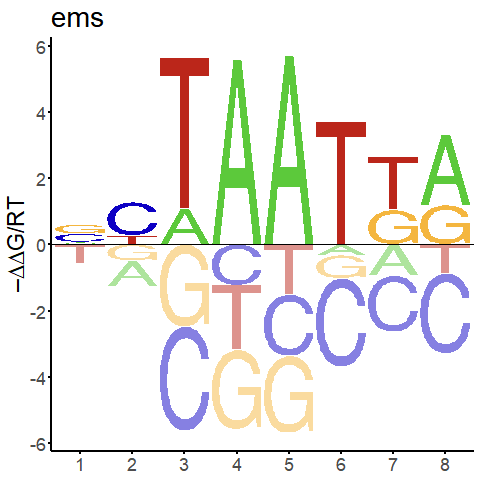 ems
−ΔΔG/RT
6
4
2
0
-2
-4
-6
G C A T
C T G A
T A G C
A C T G
A T C G
T A G C
T G A C
A G T C
1 2 3 4 5 6 7 8